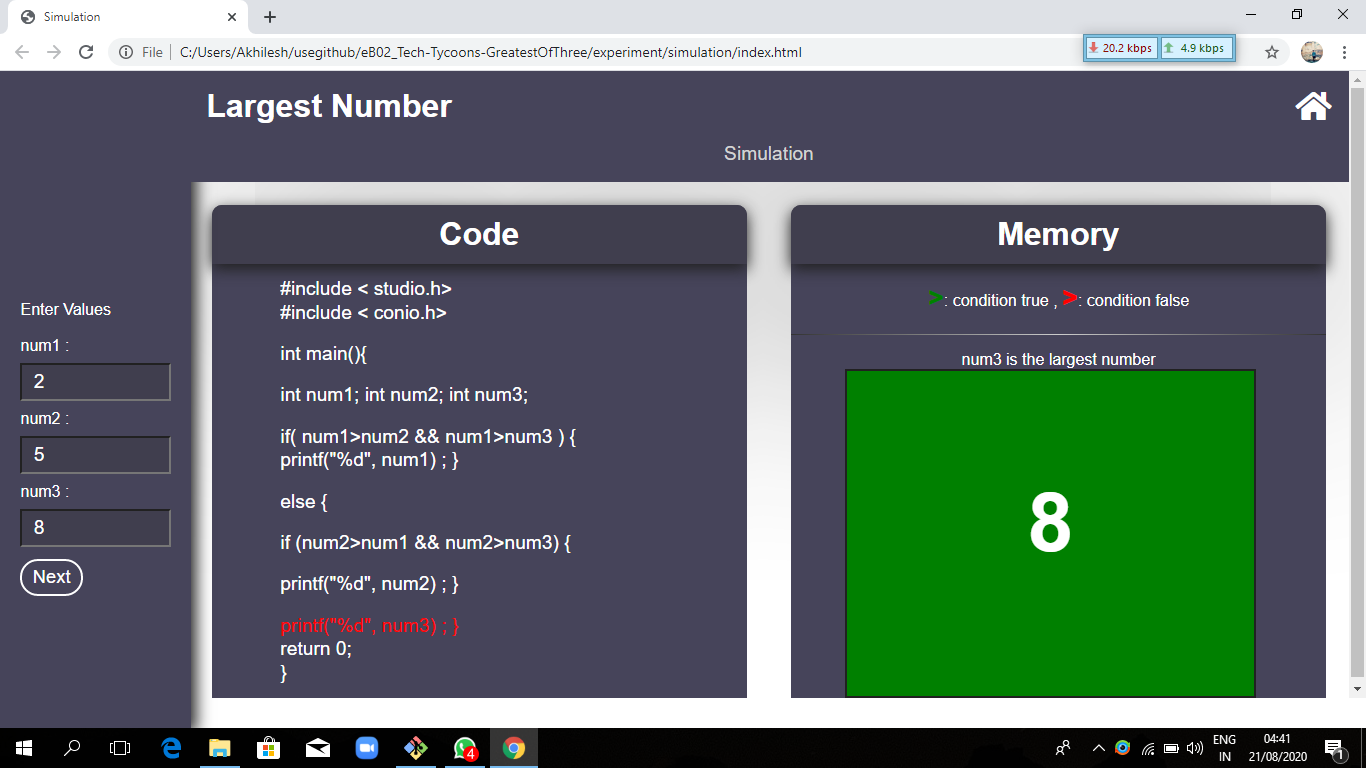 Simulation
File
C:/Users/Akhilesh/usegithub/eB02_Tech-Tycoons-GreatestOfThree/experiment/simulation/index.html
20.2 kbps 4.9 kbps
Largest Number
Simulation
Enter Values
num1 :
2
num2 :
5
num3 :
8
Next
Code
#include < studio.h>
#include < conio.h>
int main(){
int num1; int num2; int num3;
if( num1>num2 && num1>num3 ) {
printf("%d", num1) ; }
else {
if (num2>num1 && num2>num3) {
printf("%d", num2) ; }
printf("%d", num3) ; }
return 0;
}
Memory
>: condition true , >: condition false
num3 is the largest number
8
4
ENG
IN
04:41
21/08/2020
1